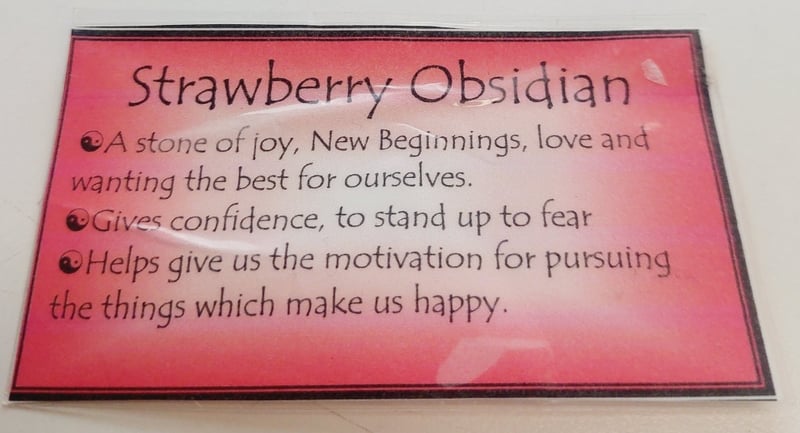 Strawberry Obsidian
☯A stone of joy, New Beginnings, love and
wanting the best for ourselves.
☯Gives confidence, to stand up to fear
☯Helps give us the motivation for pursuing
the things which make us happy.